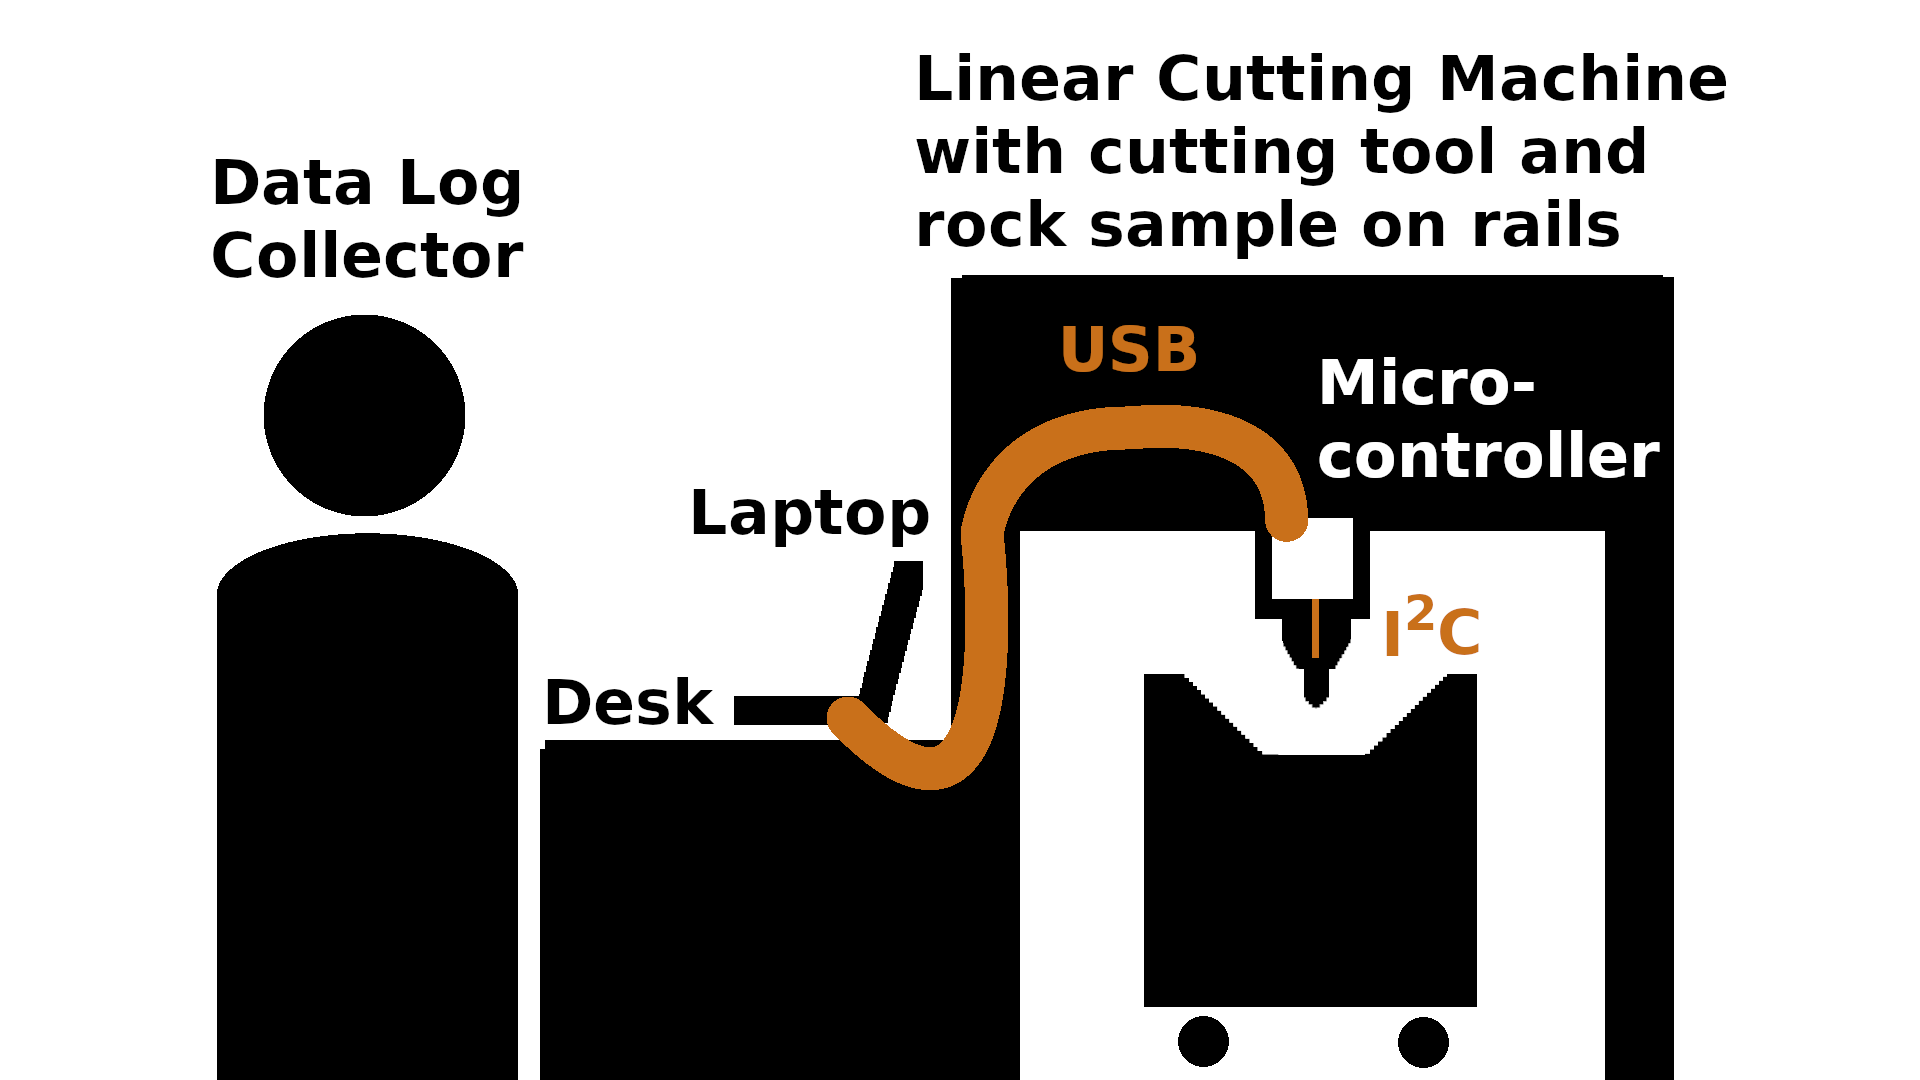 Linear Cutting Machine
with cutting tool and
rock sample on rails
Data Log
Collector
USB
Micro-
controller
Laptop
I²C
Desk